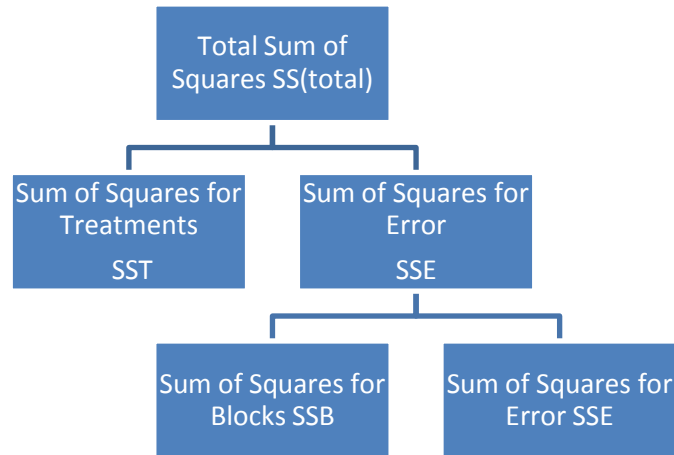 Total Sum of
Squares SS(total)
Sum of Squares for
Treatments
SST
Sum of Squares for
Error
SSE
Sum of Squares for
Blocks SSB
Sum of Squares for
Error SSE